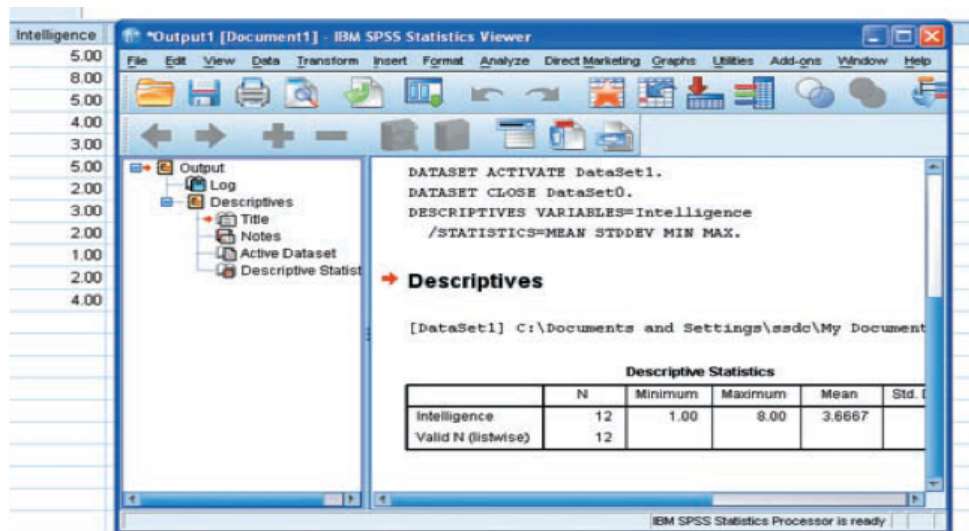 Intelligence
5.00
8.00
5.00
4.00
3.00
5.00
2.00
3.00
2.00
1.00
2.00
4.00
*Output1 [Document1] - IBM SPSS Statistics Viewer
File Edit View Data Transform Insert Format Analyze Direct Marketing Graphs Utilities Add-ons Window Help
Output
Log
Descriptives
Title
Notes
Active Dataset
Descriptive Statist
DATASET ACTIVATE DataSet1.
DATASET CLOSE DataSet0.
DESCRIPTIVES VARIABLES=Intelligence
/STATISTICS=MEAN STDDEV MIN MAX.
Descriptives
[DataSet1] C:\Documents and Settings\ssdc\My Document
Descriptive Statistics
N Minimum Maximum Mean Std. D
Intelligence 12 1.00 8.00 3.6667
Valid N (listwise) 12
IBM SPSS Statistics Processor is ready